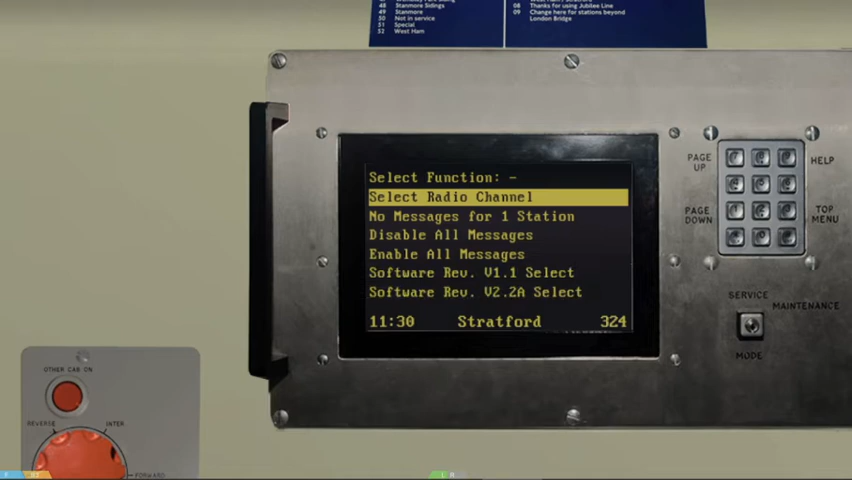 48 Stanmore Sidings
49 Stanmore
50 Not in service
51 Special
52 West Ham
08 Thanks for using Jubilee Line
09 Change here for stations beyond
London Bridge
Select Function: -
Select Radio Channel
No Messages for 1 Station
Disable All Messages
Enable All Messages
Software Rev. V1.1 Select
Software Rev. V2.2A Select
11:30 Stratford 324
PAGE UP
HELP
PAGE DOWN
TOP MENU
SERVICE
MAINTENANCE
MODE
OTHER CAB ON
REVERSE
INTER
FORWARD